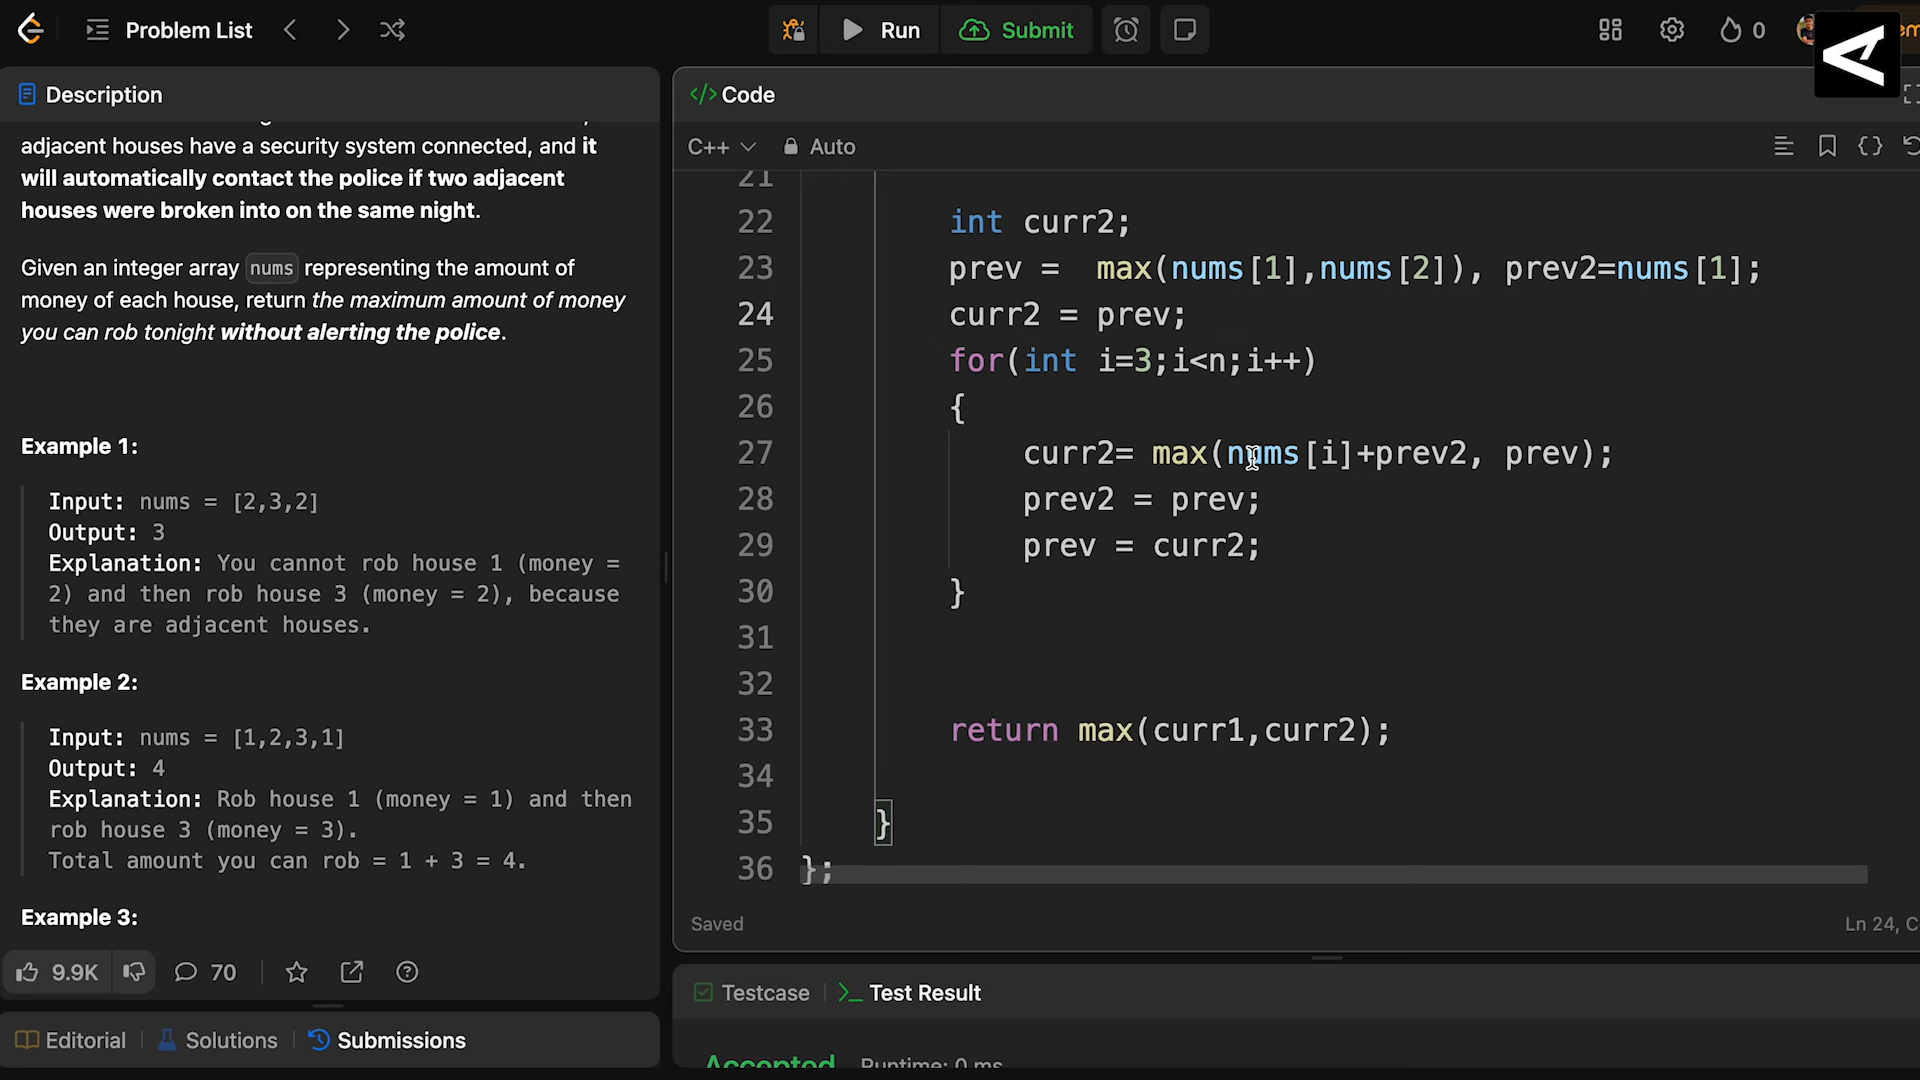 Problem List
Run
Submit
0
Description
adjacent houses have a security system connected, and it
will automatically contact the police if two adjacent
houses were broken into on the same night.
Given an integer array nums representing the amount of
money of each house, return the maximum amount of money
you can rob tonight without alerting the police.
Example 1:
Input: nums = [2,3,2]
Output: 3
Explanation: You cannot rob house 1 (money =
2) and then rob house 3 (money = 2), because
they are adjacent houses.
Example 2:
Input: nums = [1,2,3,1]
Output: 4
Explanation: Rob house 1 (money = 1) and then
rob house 3 (money = 3).
Total amount you can rob = 1 + 3 = 4.
Example 3:
9.9K
70
Editorial
Solutions
Submissions
</> Code
C++
Auto
21
22 int curr2;
23 prev =  max(nums[1],nums[2]), prev2=nums[1];
24 curr2 = prev;
25 for(int i=3;i<n;i++)
26 {
27 curr2= max(nums[i]+prev2, prev);
28 prev2 = prev;
29 prev = curr2;
30 }
31
32
33 return max(curr1,curr2);
34
35 }
36 };
Saved
Ln 24, C
Testcase
>_ Test Result
Accepted
Runtime: 0 ms